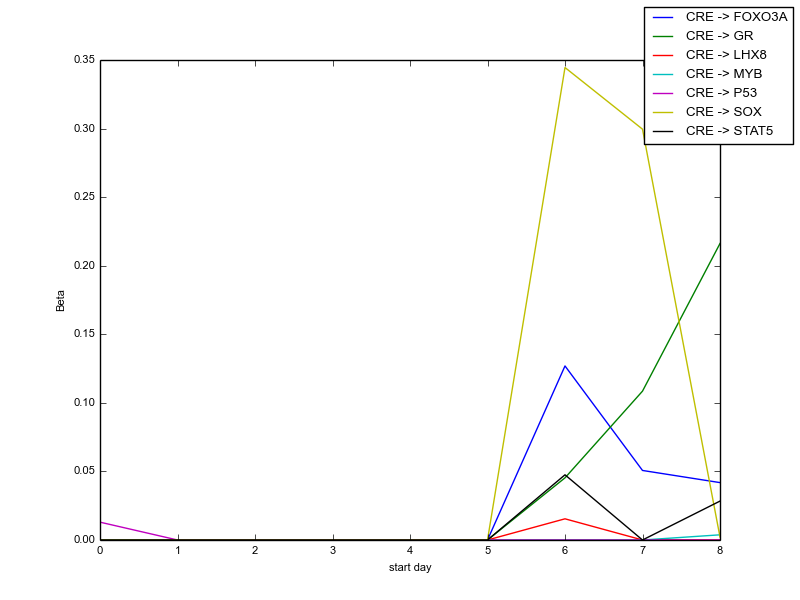 CRE -> FOXO3A
CRE -> GR
CRE -> LHX8
CRE -> MYB
CRE -> P53
CRE -> SOX
CRE -> STAT5
0.35
0.30
0.25
0.20
0.15
0.10
0.05
0.00
Beta
0 1 2 3 4 5 6 7 8
start day